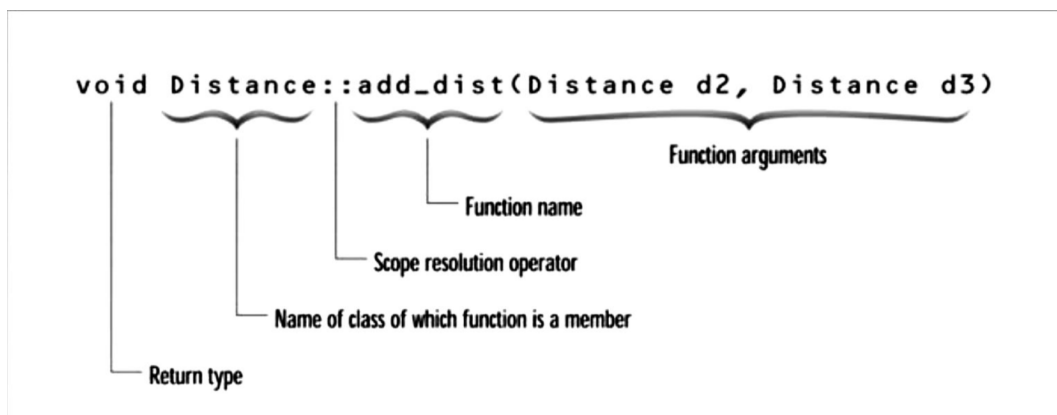 void Distance::add_dist(Distance d2, Distance d3)
Function arguments
Function name
Scope resolution operator
Name of class of which function is a member
Return type